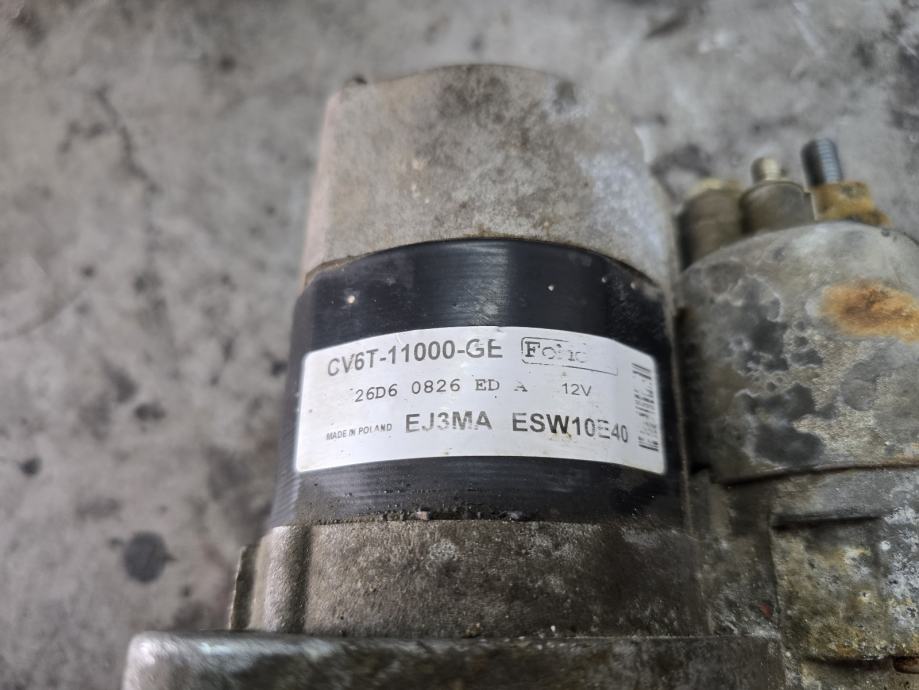 CV6T-11000-GE
26D6 0826 ED A 12V
MADE IN POLAND EJ3MA ESW10E40